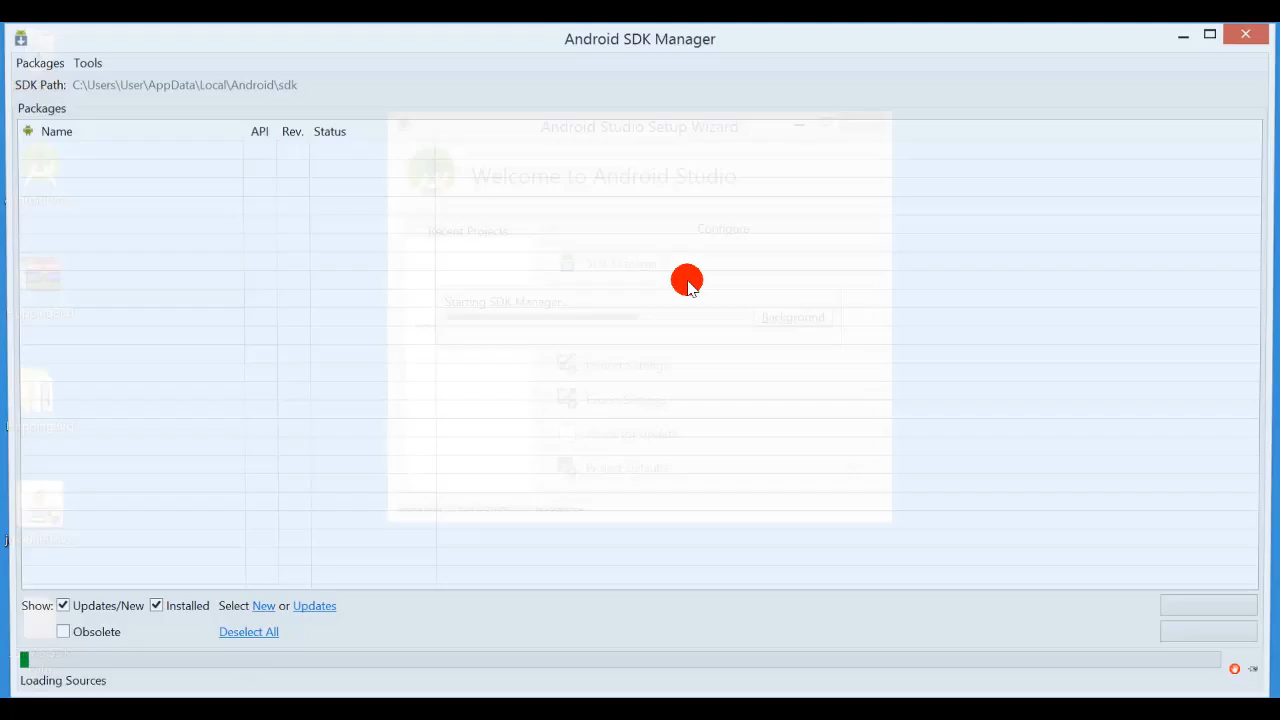 Android SDK Manager
Packages Tools
SDK Path: C:\Users\User\AppData\Local\Android\sdk
Packages
Name API Rev. Status
Android Studio Setup Wizard
Welcome to Android Studio
Recent Projects Configure
SDK Manager
Starting SDK Manager...
Background
Show: Updates/New Installed Select New or Updates
Obsolete Deselect All
Loading Sources